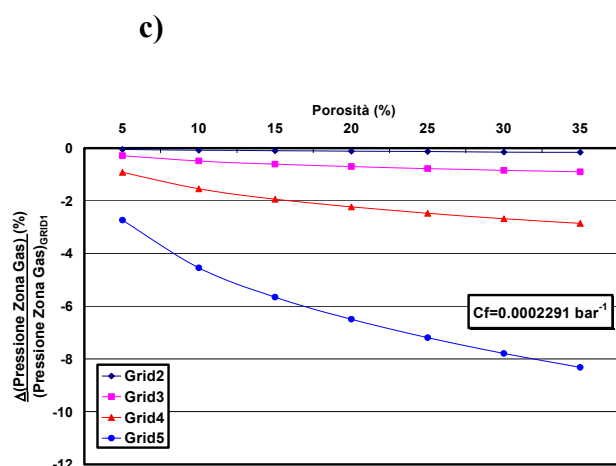 c)
Porosità (%)
5 10 15 20 25 30 35
0
-2
-4
-6
-8
-10
-12
Δ(Pressione Zona Gas) (%)
(Pressione Zona Gas)GRID1
Cf=0.0002291 bar-1
Grid2
Grid3
Grid4
Grid5